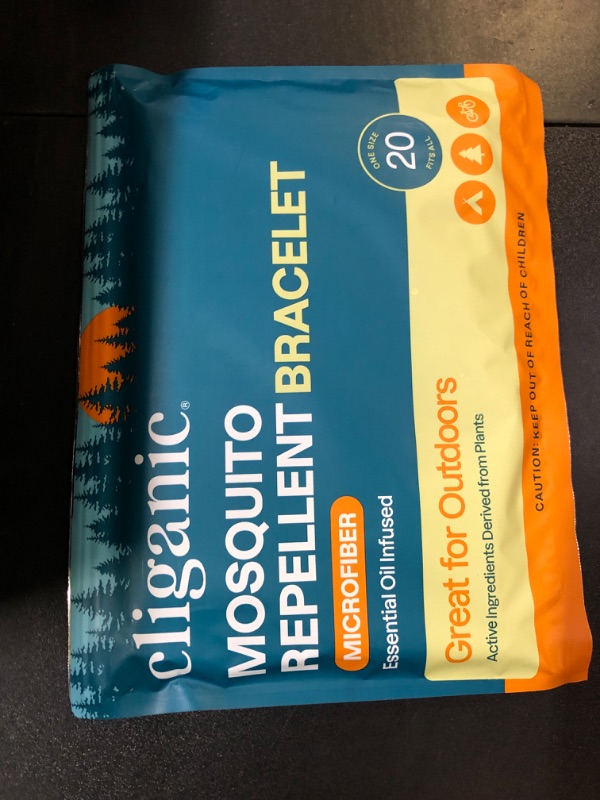 cliganic®
MOSQUITO
REPELLENT BRACELET
MICROFIBER
Essential Oil Infused
ONE SIZE
20
FITS ALL
Great for Outdoors
Active Ingredients Derived from Plants
CAUTION: KEEP OUT OF REACH OF CHILDREN